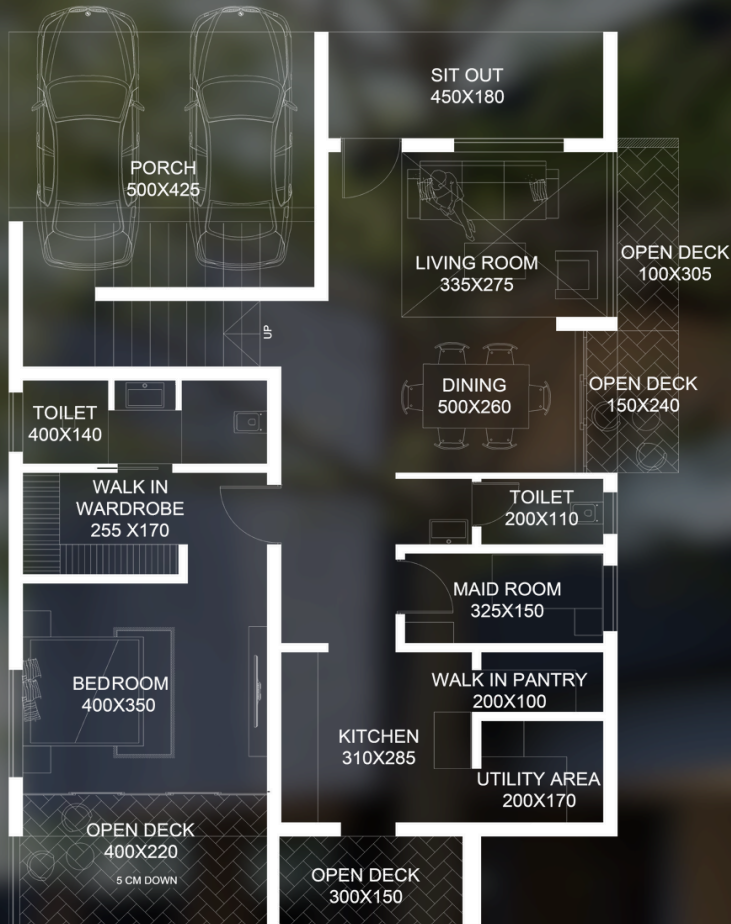 SIT OUT
450X180
PORCH
500X425
LIVING ROOM
335X275
OPEN DECK
100X305
UP
DINING
500X260
OPEN DECK
150X240
TOILET
400X140
WALK IN
WARDROBE
255 X170
TOILET
200X110
MAID ROOM
325X150
BEDROOM
400X350
WALK IN PANTRY
200X100
KITCHEN
310X285
UTILITY AREA
200X170
OPEN DECK
400X220
5 CM DOWN
OPEN DECK
300X150